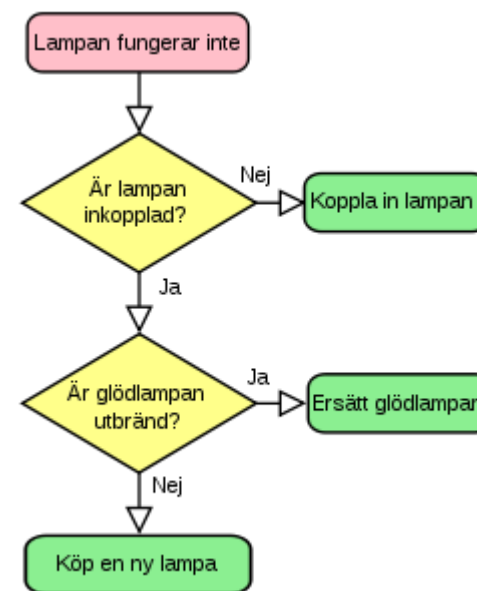 Lampan fungerar inte
Är lampan
inkopplad?
Nej
Koppla in lampan
Ja
Är glödlampan
utbränd?
Ja
Ersätt glödlampan
Nej
Köp en ny lampa